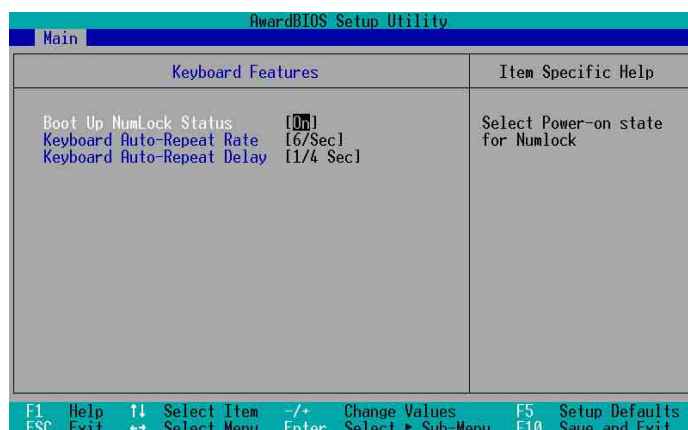 AwardBIOS Setup Utility
Main
Keyboard Features
Item Specific Help
Boot Up NumLock Status [On]
Keyboard Auto-Repeat Rate [6/Sec]
Keyboard Auto-Repeat Delay [1/4 Sec]
Select Power-on state
for Numlock
F1 Help ↑↓ Select Item -/+ Change Values F5 Setup Defaults
ESC Exit ←→ Select Menu Enter Select ▶ Sub-Menu F10 Save and Exit